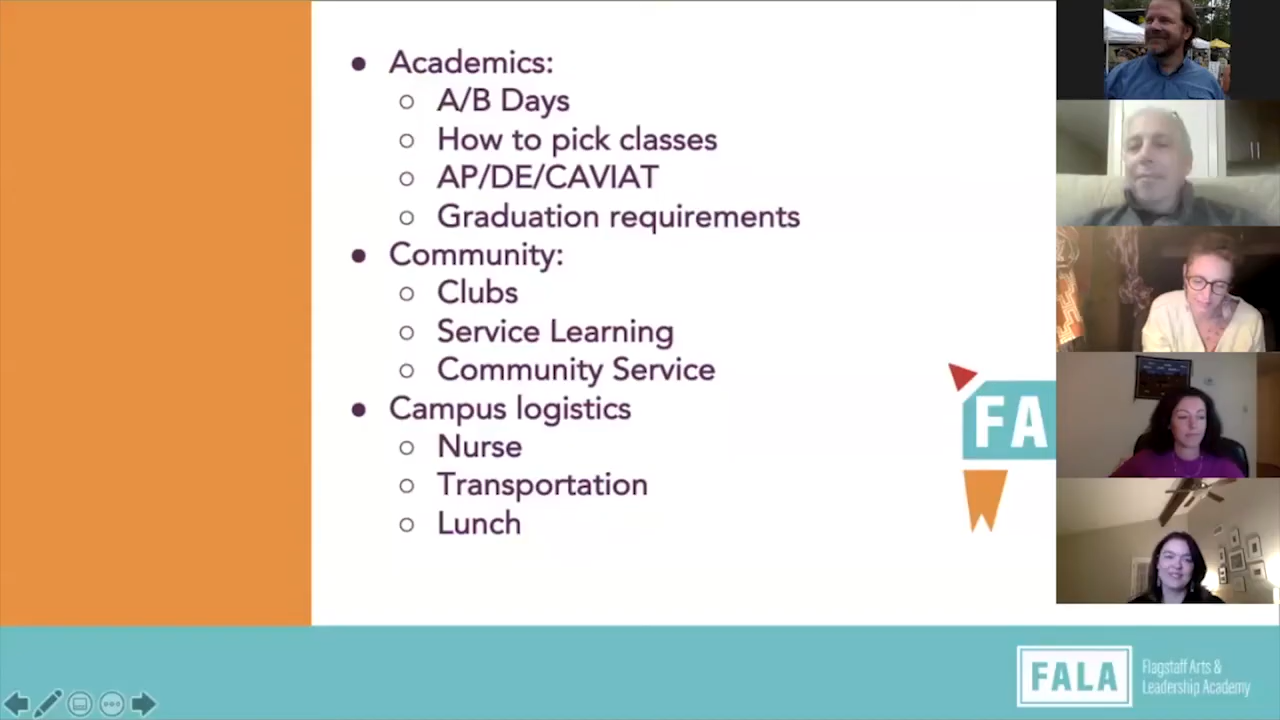 Academics:
A/B Days
How to pick classes
AP/DE/CAVIAT
Graduation requirements
Community:
Clubs
Service Learning
Community Service
Campus logistics
Nurse
Transportation
Lunch
FA
FALA
Flagstaff Arts &
Leadership Academy